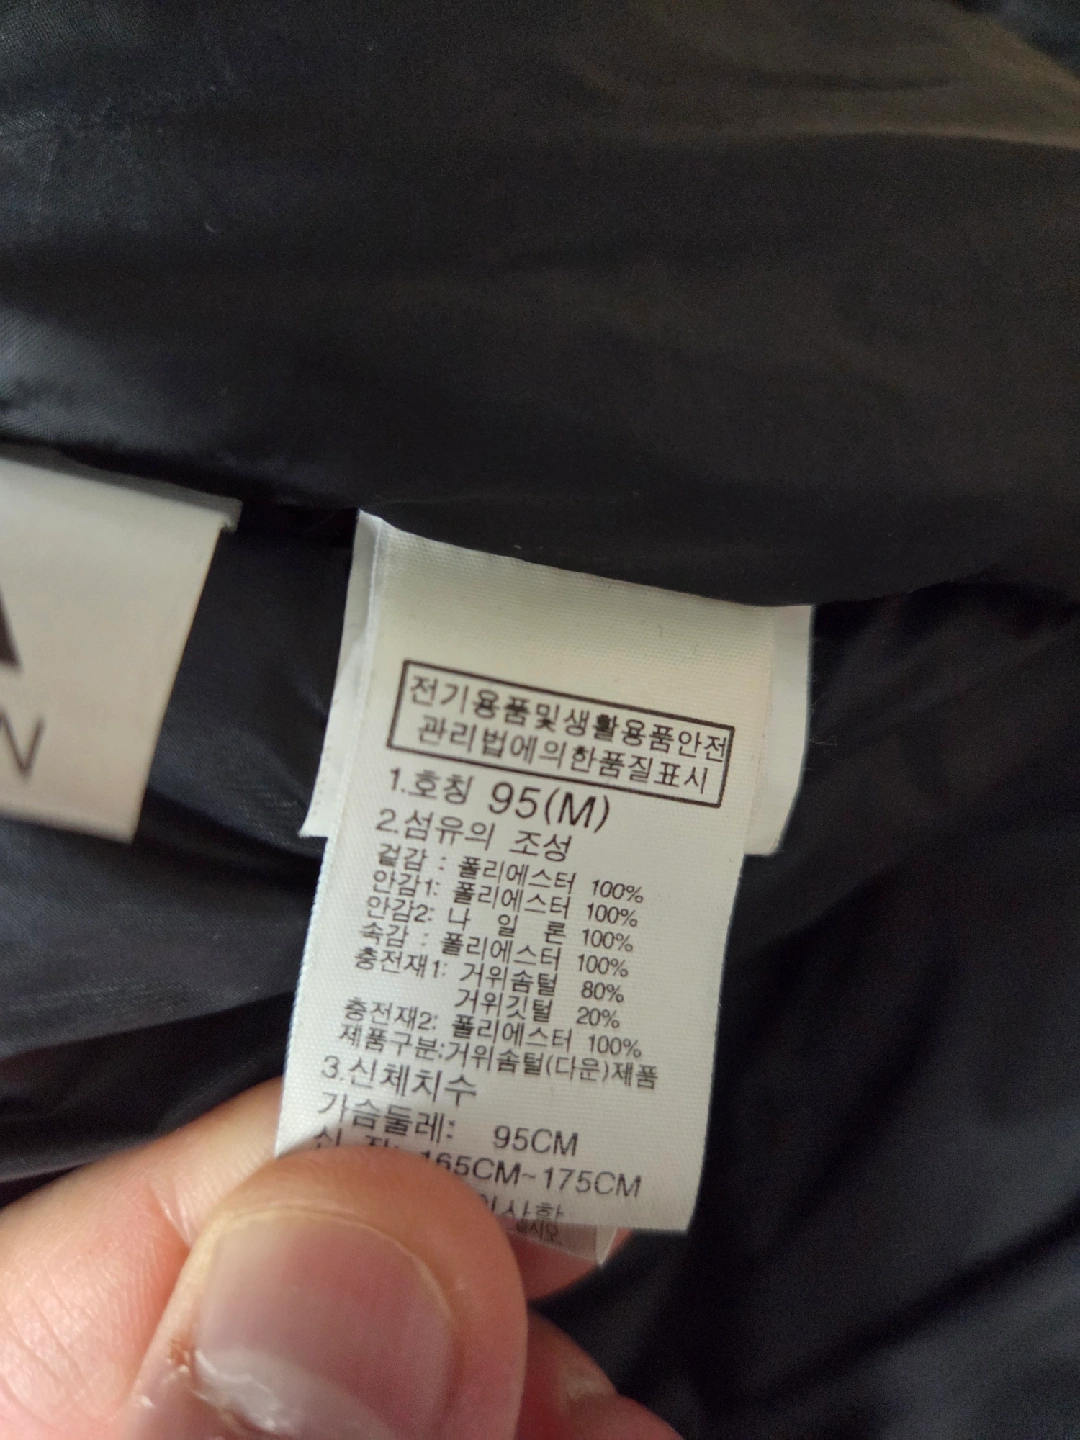 N
전기용품및생활용품안전
관리법에의한품질표시
1.호칭 95(M)
2.섬유의 조성
겉감 : 폴리에스터 100%
안감1: 폴리에스터 100%
안감2: 나 일 론 100%
속감 : 폴리에스터 100%
충전재1: 거위솜털 80%
거위깃털 20%
충전재2: 폴리에스터 100%
제품구분:거위솜털(다운)제품
3.신체치수
가슴둘레: 95CM
165CM~175CM